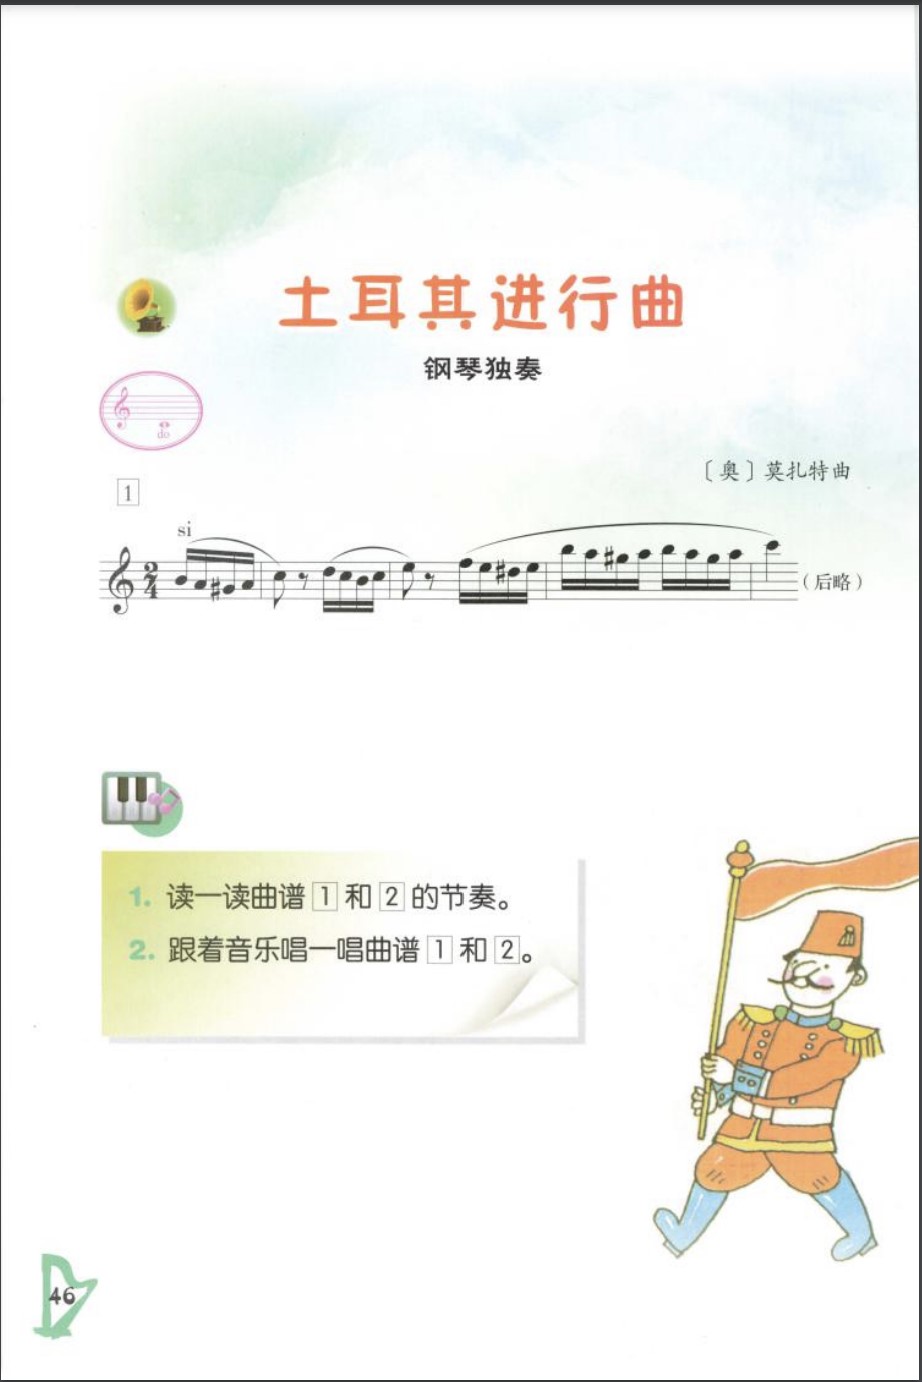 土耳其进行曲
钢琴独奏
do
〔奥〕莫扎特曲
1
si
2
4
(后略)
1. 读一读曲谱 1 和 2 的节奏。
2. 跟着音乐唱一唱曲谱 1 和 2 。
46